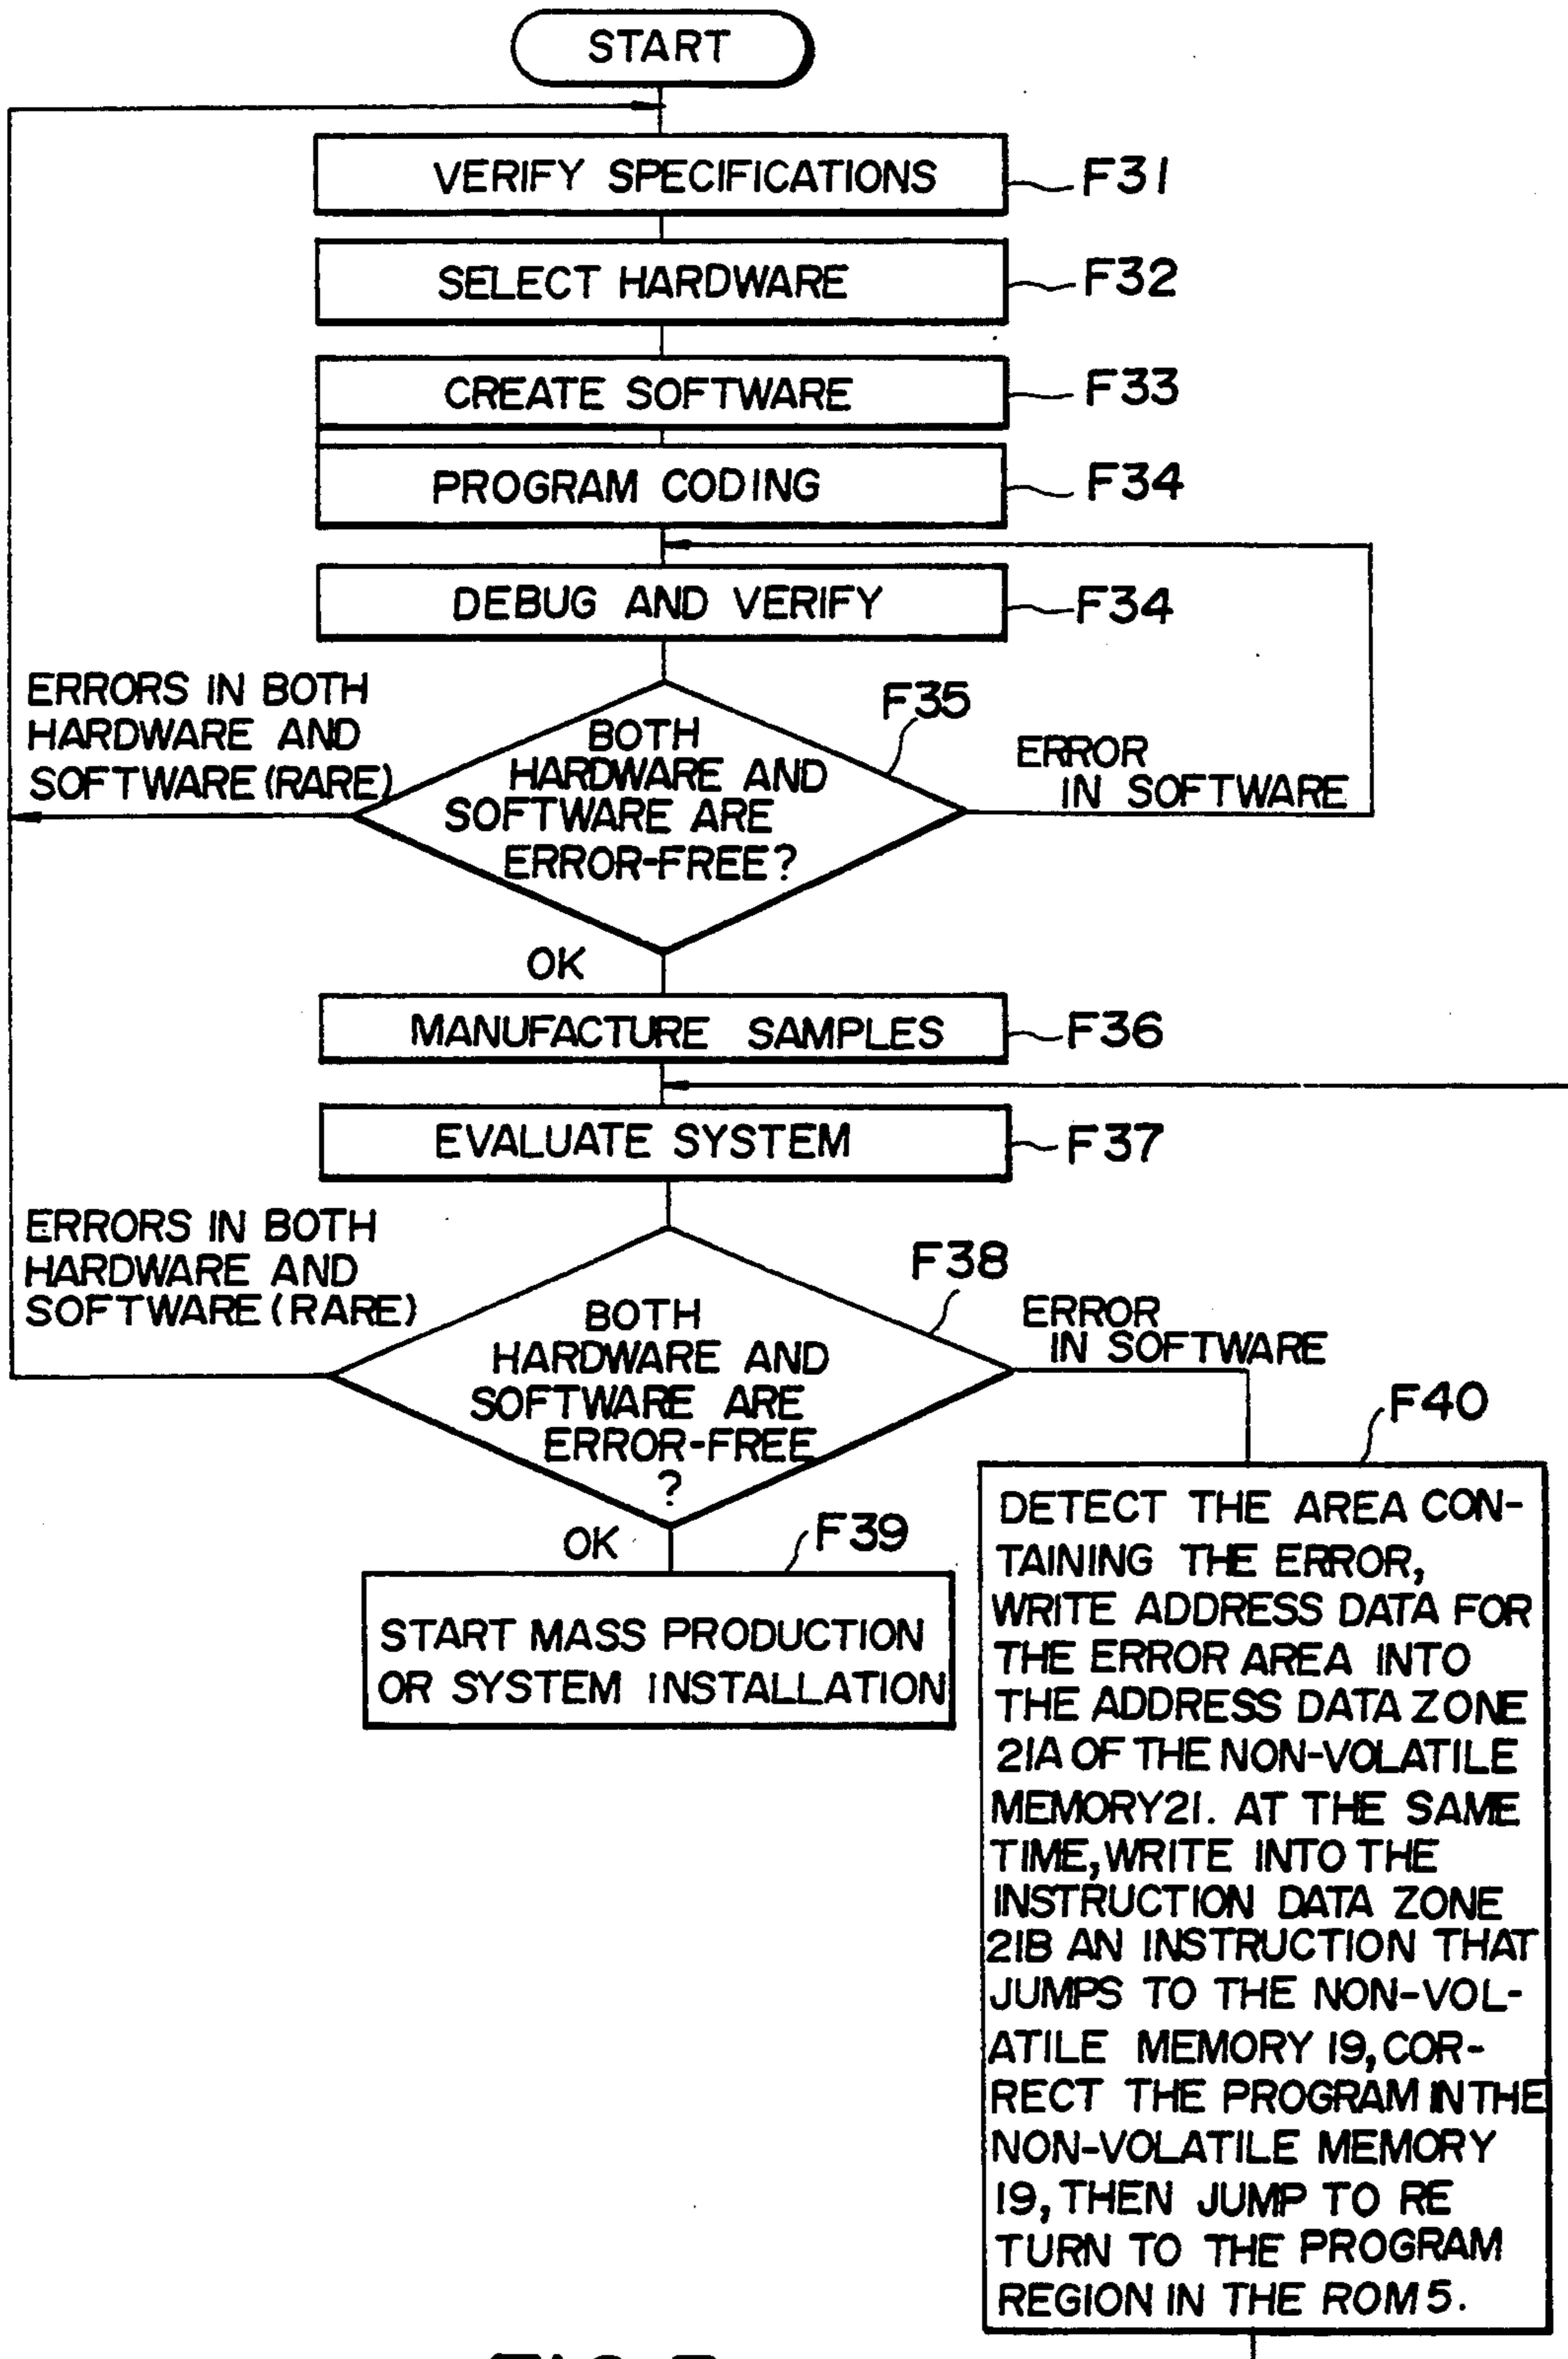 START
VERIFY SPECIFICATIONS
F31
SELECT HARDWARE
F32
CREATE SOFTWARE
F33
PROGRAM CODING
F34
DEBUG AND VERIFY
F34
ERRORS IN BOTH
HARDWARE AND
SOFTWARE (RARE)
BOTH
HARDWARE AND
SOFTWARE ARE
ERROR-FREE?
F35
ERROR
IN SOFTWARE
OK
MANUFACTURE SAMPLES
F36
EVALUATE SYSTEM
F37
ERRORS IN BOTH
HARDWARE AND
SOFTWARE (RARE)
BOTH
HARDWARE AND
SOFTWARE ARE
ERROR-FREE
?
F38
ERROR
IN SOFTWARE
OK
F39
START MASS PRODUCTION
OR SYSTEM INSTALLATION
F40
DETECT THE AREA CON-
TAINING THE ERROR,
WRITE ADDRESS DATA FOR
THE ERROR AREA INTO
THE ADDRESS DATA ZONE
21A OF THE NON-VOLATILE
MEMORY21. AT THE SAME
TIME, WRITE INTO THE
INSTRUCTION DATA ZONE
21B AN INSTRUCTION THAT
JUMPS TO THE NON-VOL-
ATILE MEMORY 19, COR-
RECT THE PROGRAM IN THE
NON-VOLATILE MEMORY
19, THEN JUMP TO RE
TURN TO THE PROGRAM
REGION IN THE ROM 5.